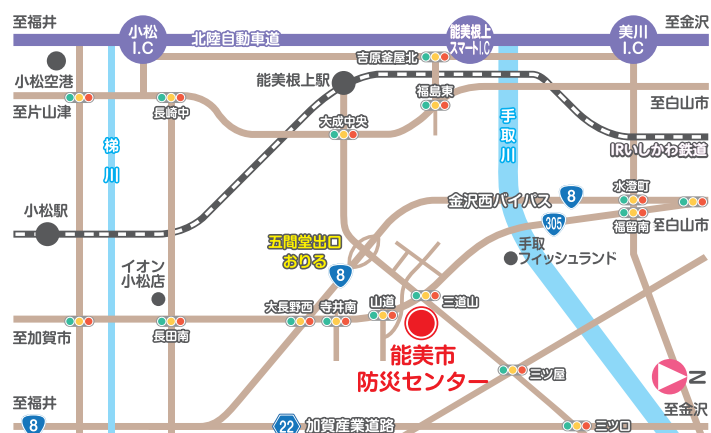 至福井
小松
I.C
北陸自動車道
能美根上
スマートI.C
美川
I.C
至金沢
小松空港
吉原釜屋北
能美根上駅
福島東
至片山津
長崎中
大成中央
手取川
至白山市
IRいしかわ鉄道
梯川
小松駅
金沢西バイパス
8
水澄町
305
福留南
至白山市
五間堂出口
おりる
8
手取
フィッシュランド
イオン
小松店
大長野西
寺井南
山道
三道山
至加賀市
長田南
能美市
防災センター
三ツ屋
N
至福井
8
22
加賀産業道路
三ツ口
至金沢